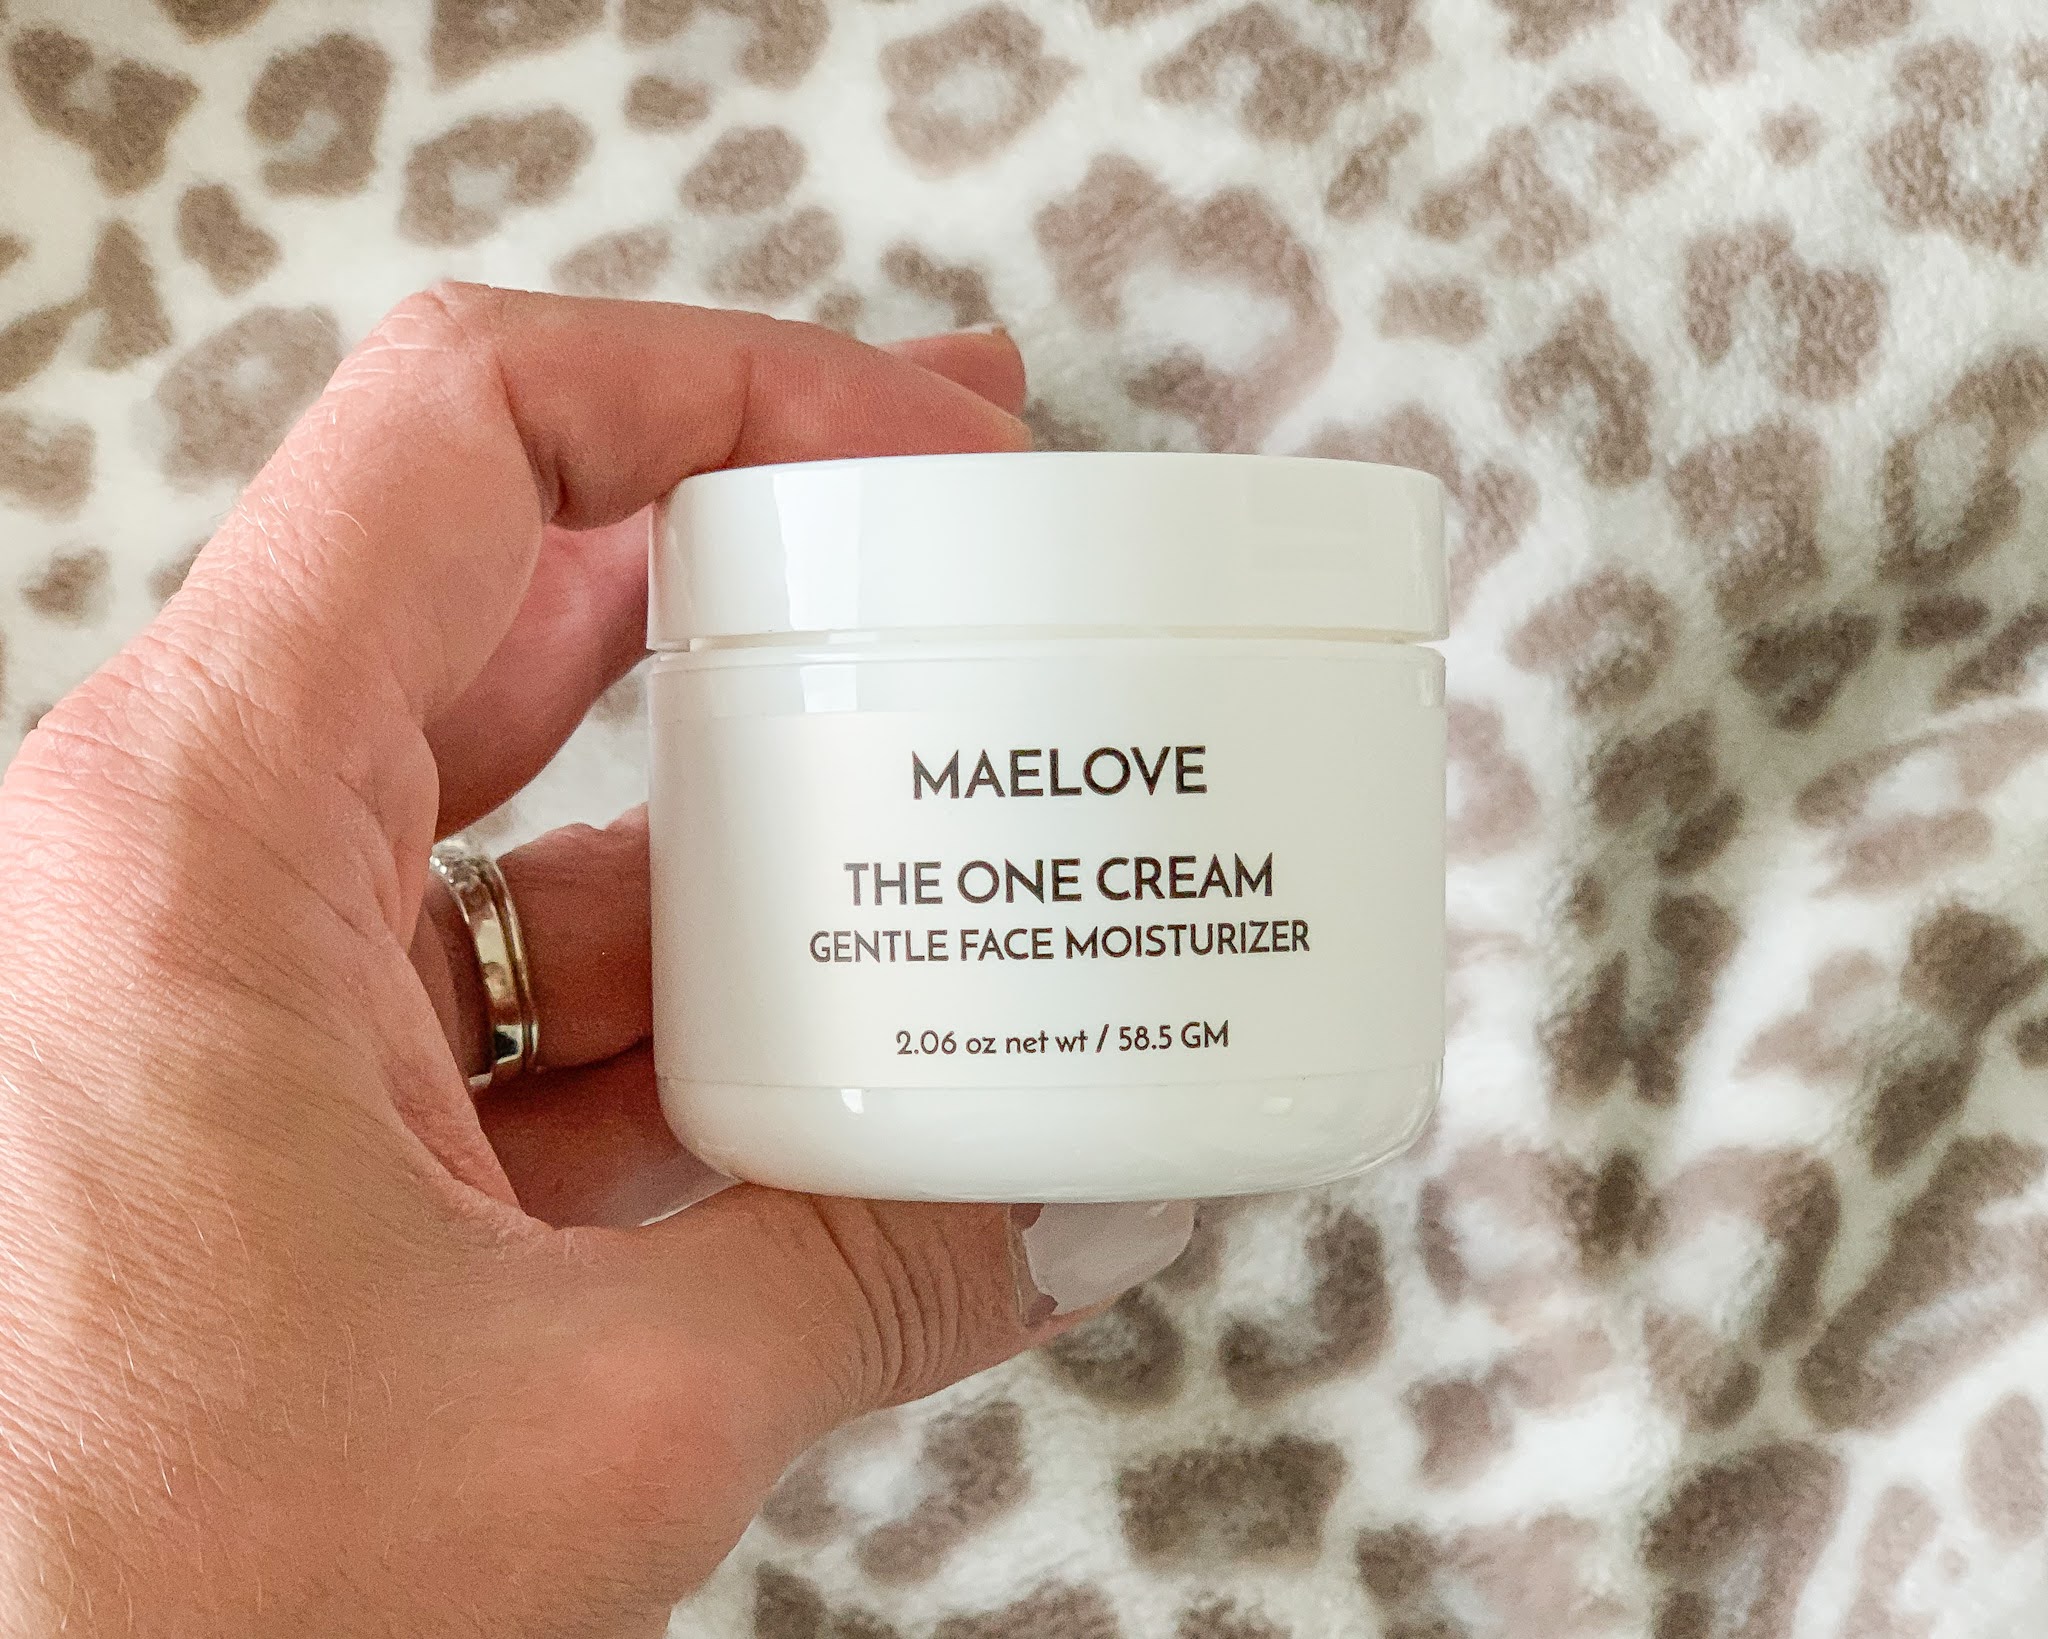 MAELOVE
THE ONE CREAM
GENTLE FACE MOISTURIZER
2.06 oz net wt / 58.5 GM